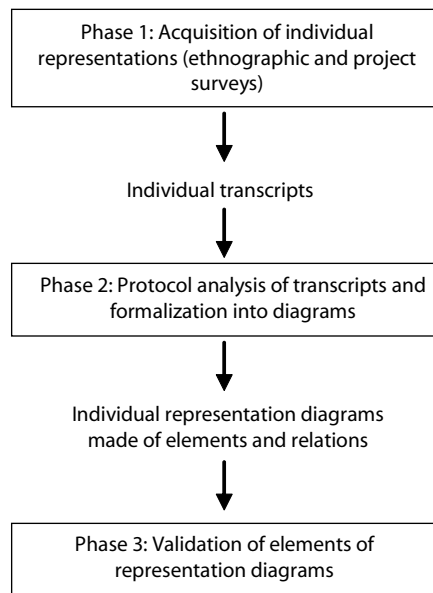 Phase 1: Acquisition of individual
representations (ethnographic and project
surveys)
Individual transcripts
Phase 2: Protocol analysis of transcripts and
formalization into diagrams
Individual representation diagrams
made of elements and relations
Phase 3: Validation of elements of
representation diagrams